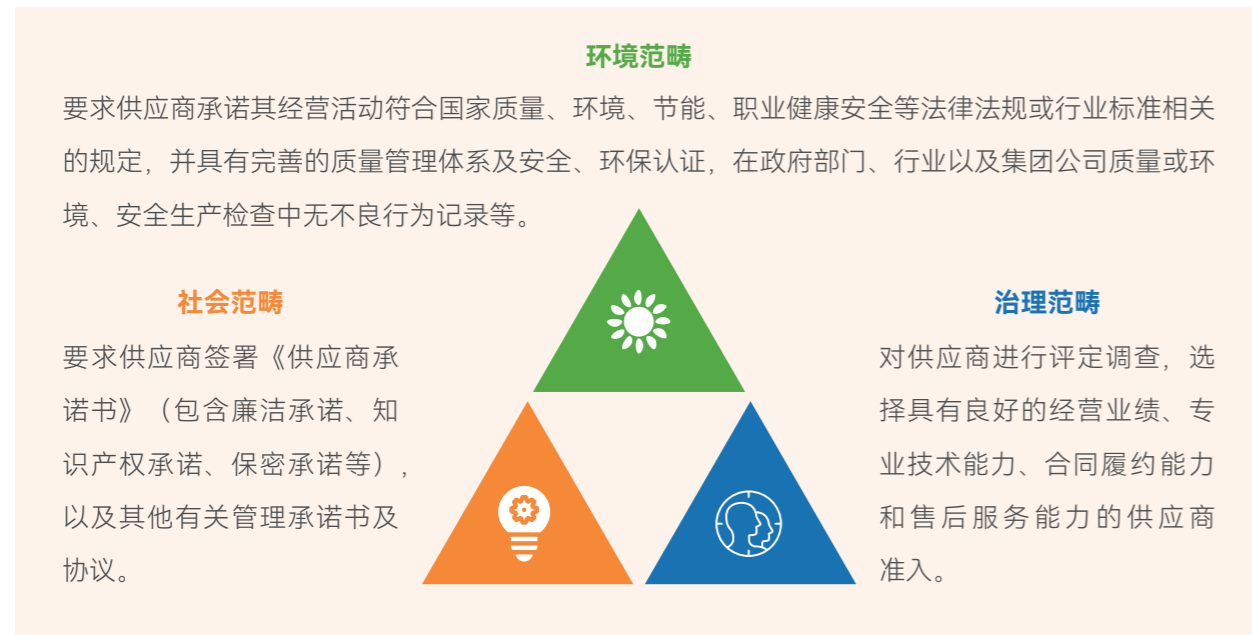 环境范畴
要求供应商承诺其经营活动符合国家质量、环境、节能、职业健康安全等法律法规或行业标准相关
的规定，并具有完善的质量管理体系及安全、环保认证，在政府部门、行业以及集团公司质量或环
境、安全生产检查中无不良行为记录等。
社会范畴
要求供应商签署《供应商承
诺书》（包含廉洁承诺、知
识产权承诺、保密承诺等），
以及其他有关管理承诺书及
协议。
治理范畴
对供应商进行评定调查，选
择具有良好的经营业绩、专
业技术能力、合同履约能力
和售后服务能力的供应商
准入。